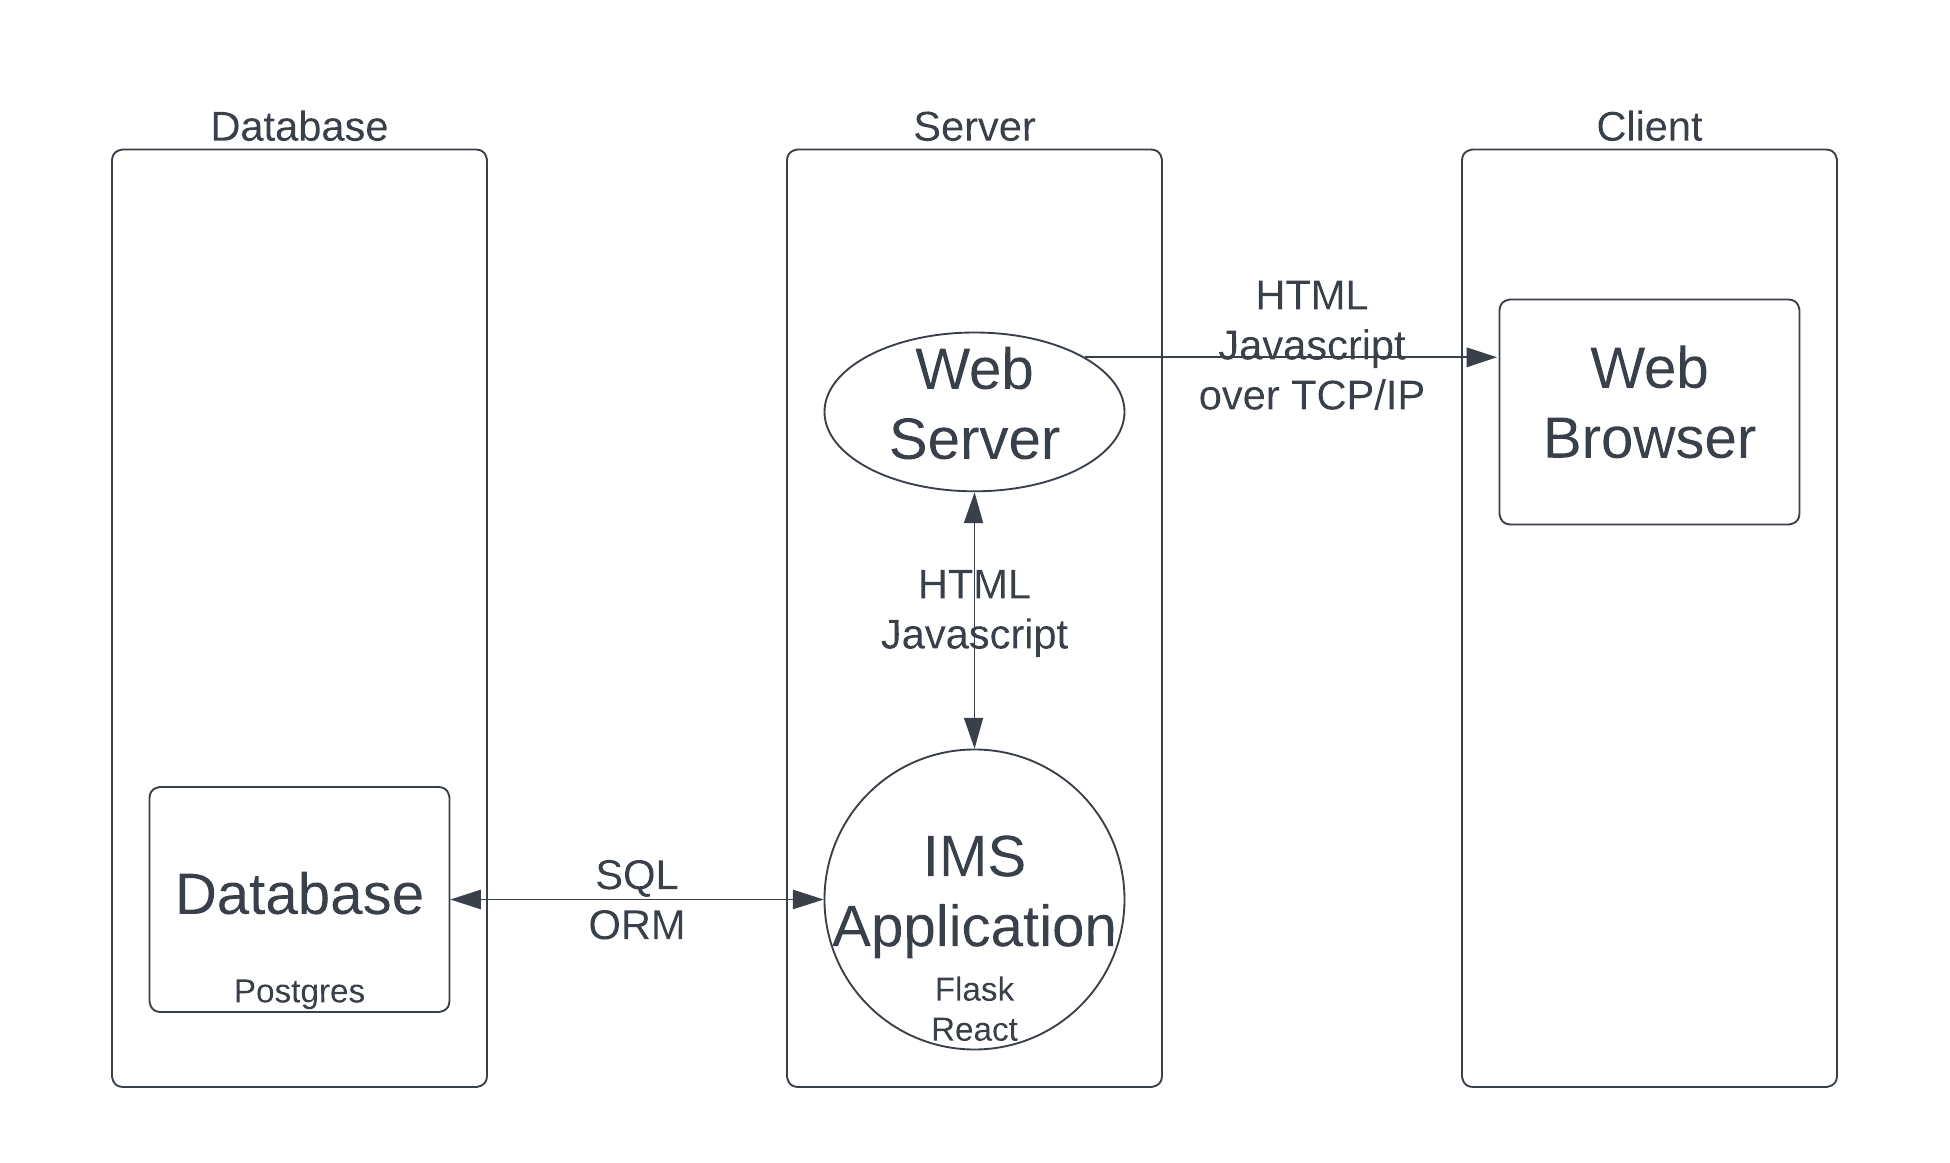 Database
Server
Client
HTML
Javascript
over TCP/IP
Web
Server
Web
Browser
HTML
Javascript
Database
Postgres
SQL
ORM
IMS
Application
Flask
React